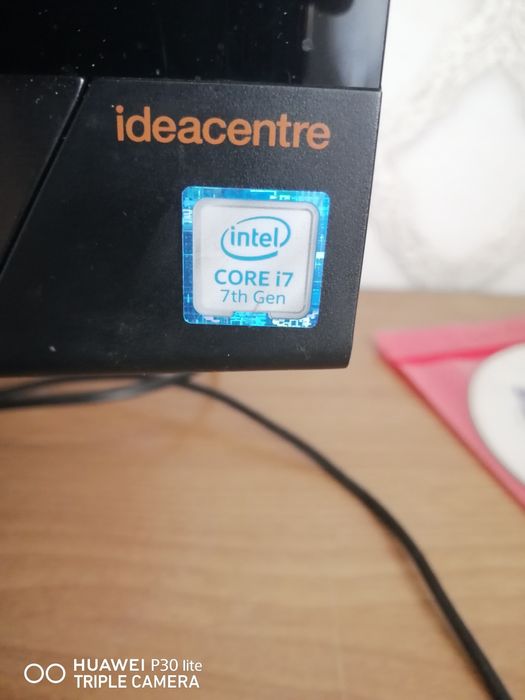 ideacentre
intel
CORE i7
7th Gen
HUAWEI P30 lite
TRIPLE CAMERA